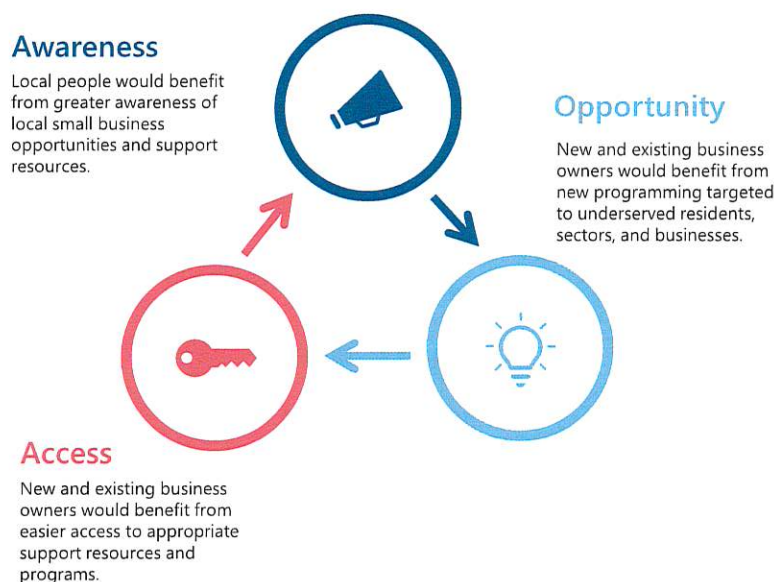 Awareness
Local people would benefit
from greater awareness of
local small business
opportunities and support
resources.
Opportunity
New and existing business
owners would benefit from
new programming targeted
to underserved residents,
sectors, and businesses.
Access
New and existing business
owners would benefit from
easier access to appropriate
support resources and
programs.